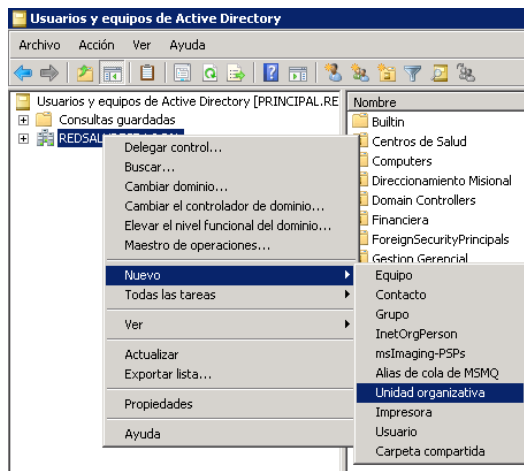 Usuarios y equipos de Active Directory
Archivo Acción Ver Ayuda
Usuarios y equipos de Active Directory [PRINCIPAL.RE
Consultas guardadas
Nombre
Builtin
Centros de Salud
Computers
Direccionamiento Misional
Domain Controllers
Financiera
ForeignSecurityPrincipals
Gestion Gerencial
Delegar control...
Buscar...
Cambiar dominio...
Cambiar el controlador de dominio...
Elevar el nivel funcional del dominio...
Maestro de operaciones...
Nuevo
Todas las tareas
Ver
Actualizar
Exportar lista...
Propiedades
Ayuda
Equipo
Contacto
Grupo
InetOrgPerson
msImaging-PSPs
Alias de cola de MSMQ
Unidad organizativa
Impresora
Usuario
Carpeta compartida